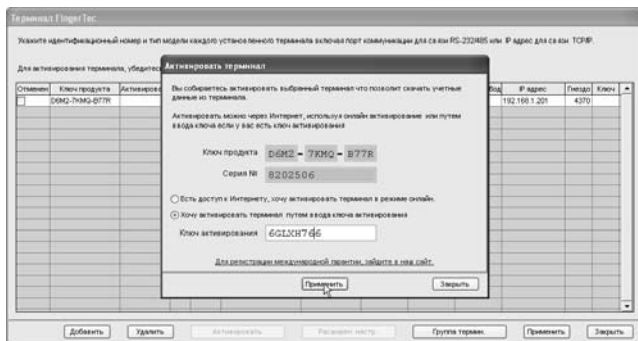 Терминал FingerTec
Укажите идентификационный номер и тип модели каждого установленного терминала включая порт коммуникации для связи RS-232/485 или IP адрес для связи TCP/IP.
Для активирования терминала, убедитесь
Отменен Ключ продукта Активирово Вод IP адрес Гнездо Ключ
D6M2-7KMQ-B77R 192.168.1.201 4370
Активировать терминал
Вы собираетесь активировать выбранный терминал что позволит скачать учетные
данные из терминала.
Активировать можно через Интернет, используя онлайн активирование или путем
ввода ключа если у вас есть ключ активирования
Ключ продукта D6M2 - 7KMQ - B77R
Серия № 8202506
Есть доступ к Интернету, хочу активировать терминал в режиме онлайн.
Хочу активировать терминал путем ввода ключа активирования
Ключ активирования 6GLXH766
Для регистрации международной гарантии, зайдите в наш сайт.
Применить Закрыть
Добавить Удалить Активировать Расширен. настр. Группа термин. Применить Закрыть